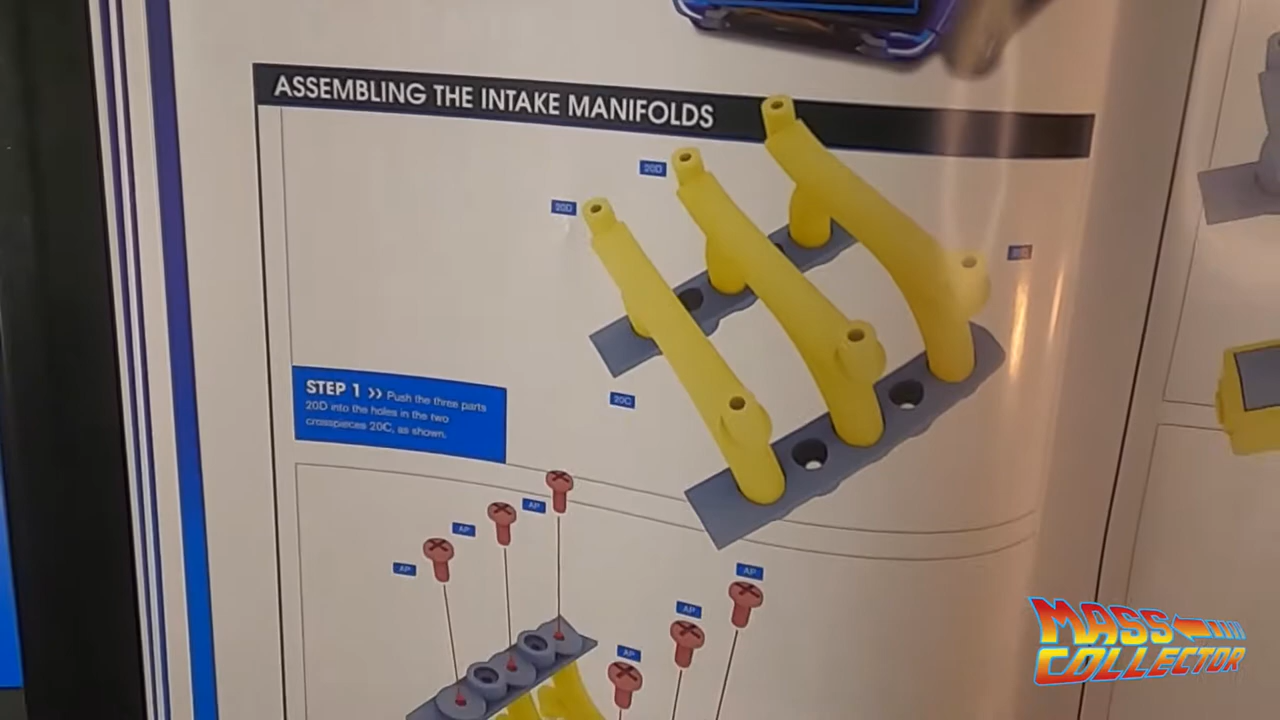 ASSEMBLING THE INTAKE MANIFOLDS
20D
20D
20C
STEP 1 >> Push the three parts
20D into the holes in the two
crosspieces 20C, as shown.
AP
AP
AP
AP
AP
AP
MASS
COLLECTOR